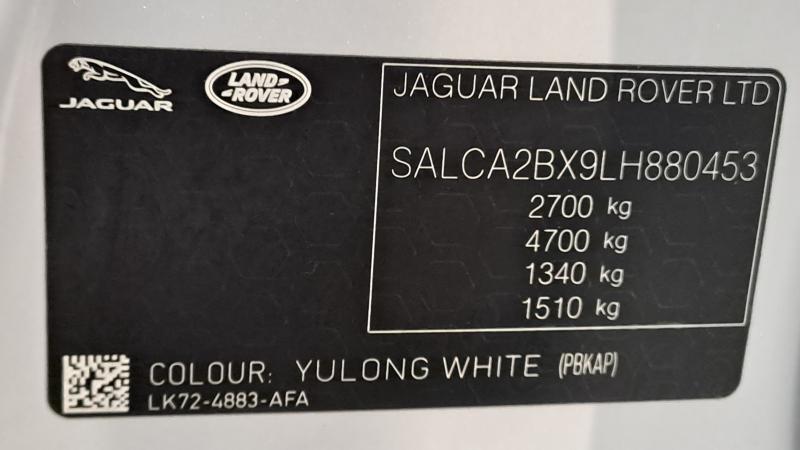 JAGUAR
LAND-
-ROVER
JAGUAR LAND ROVER LTD
SALCA2BX9LH880453
2700 kg
4700 kg
1340 kg
1510 kg
COLOUR: YULONG WHITE (PBKAP)
LK72-4883-AFA